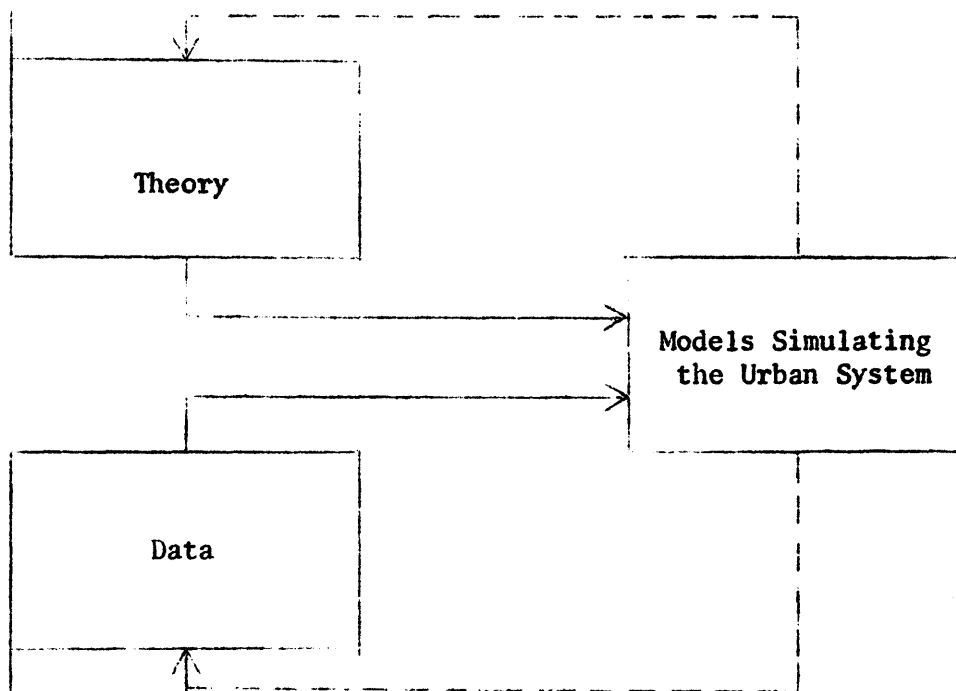 Theory
Models Simulating
the Urban System
Data